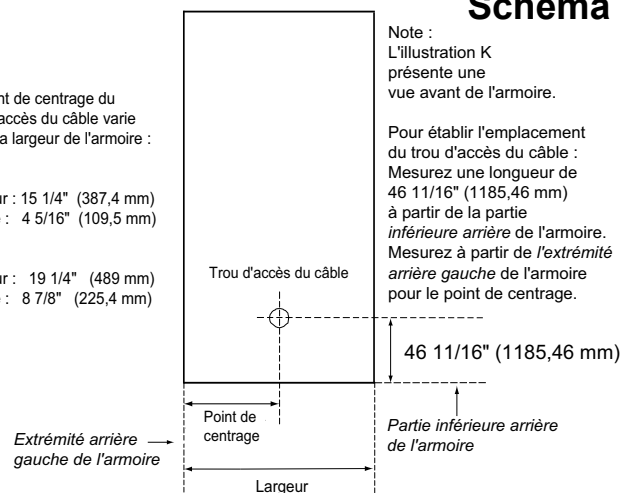 Schéma
Note :
L'illustration K
présente une
vue avant de l'armoire.
Pour établir l'emplacement
du trou d'accès du câble :
Mesurez une longueur de
46 11/16" (1185,46 mm)
à partir de la partie
inférieure arrière de l'armoire.
Mesurez à partir de l'extrémité
arrière gauche de l'armoire
pour le point de centrage.
de centrage du
accès du câble varie
la largeur de l'armoire :
: 15 1/4" (387,4 mm)
: 4 5/16" (109,5 mm)
: 19 1/4" (489 mm)
: 8 7/8" (225,4 mm)
Trou d'accès du câble
46 11/16" (1185,46 mm)
Point de
centrage
Extrémité arrière
gauche de l'armoire
Partie inférieure arrière
de l'armoire
Largeur